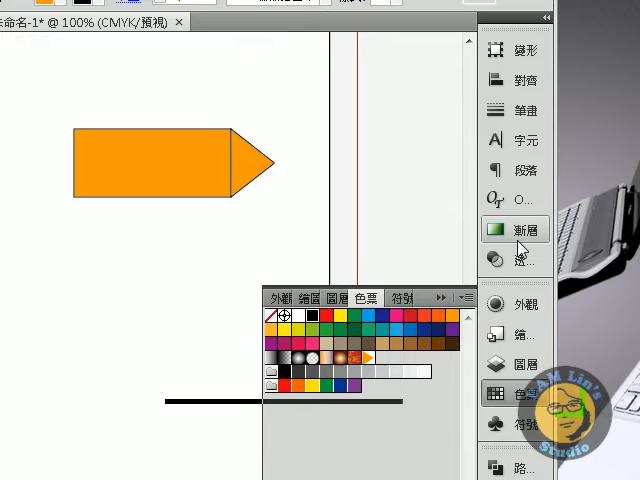 未命名-1* @ 100% (CMYK/預視) ×
變形
對齊
筆畫
字元
段落
O...
漸層
透...
外觀 繪圖 圖層 色票 符號
外觀
繪...
圖層
色票
符號
路...
JAM Lin's
Studio